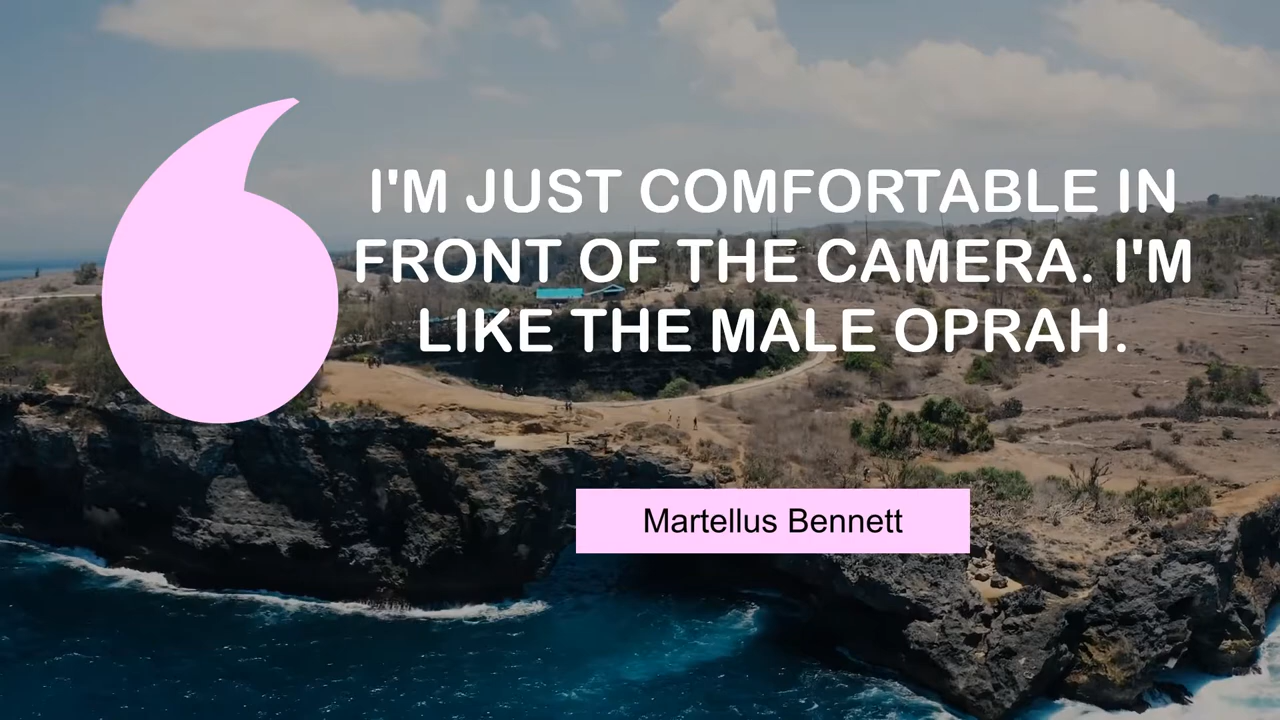 I'M JUST COMFORTABLE IN
FRONT OF THE CAMERA. I'M
LIKE THE MALE OPRAH.
Martellus Bennett